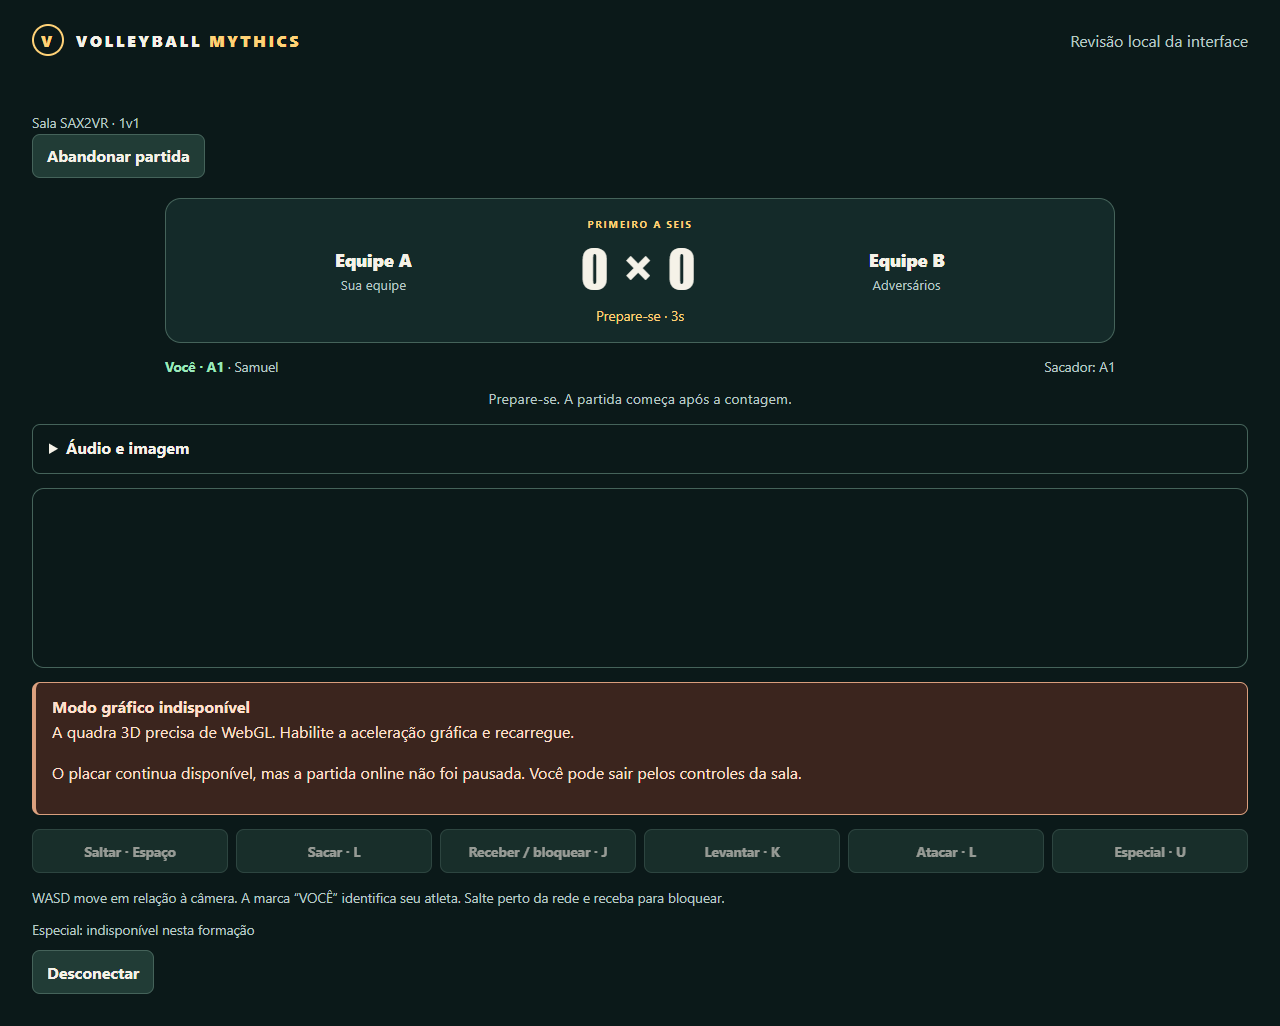 V VOLLEYBALL MYTHICS
Revisão local da interface
Sala SAX2VR · 1v1
Abandonar partida
PRIMEIRO A SEIS
Equipe A
0 × 0
Equipe B
Sua equipe
Adversários
Prepare-se · 3s
Você · A1 · Samuel
Sacador: A1
Prepare-se. A partida começa após a contagem.
Áudio e imagem
Modo gráfico indisponível
A quadra 3D precisa de WebGL. Habilite a aceleração gráfica e recarregue.
O placar continua disponível, mas a partida online não foi pausada. Você pode sair pelos controles da sala.
Saltar · Espaço
Sacar · L
Receber / bloquear · J
Levantar · K
Atacar · L
Especial · U
WASD move em relação à câmera. A marca “VOCÊ” identifica seu atleta. Salte perto da rede e receba para bloquear.
Especial: indisponível nesta formação
Desconectar